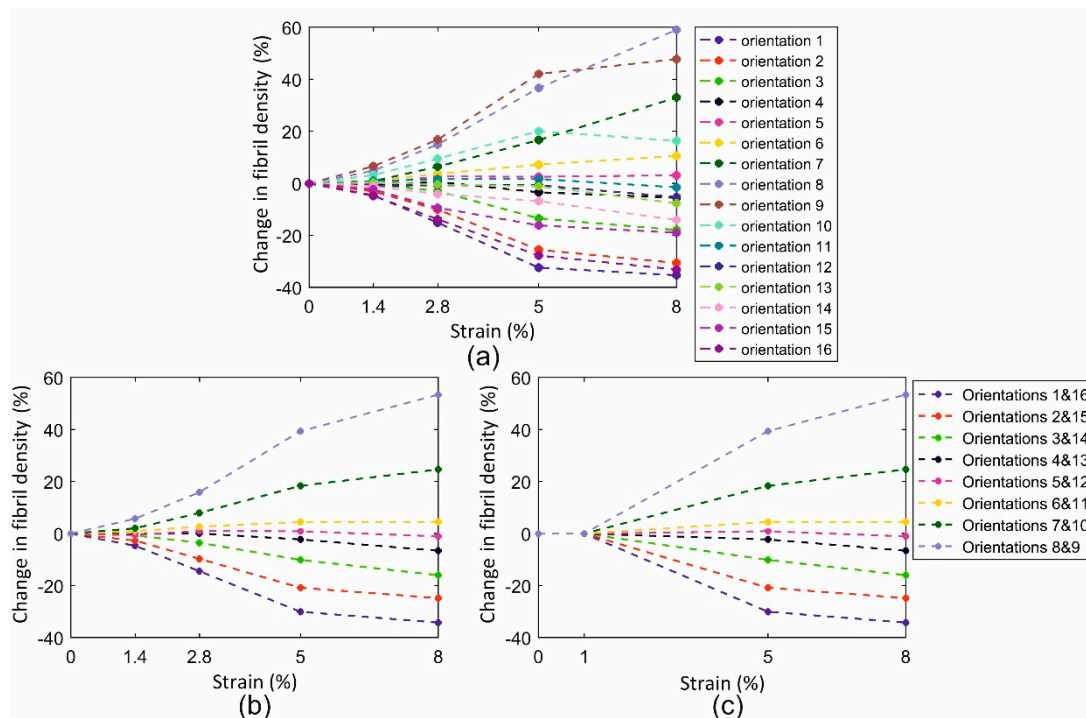 Change in fibril density (%)
60
40
20
0
-20
-40
0 1.4 2.8 5 8
Strain (%)
(a)
orientation 1
orientation 2
orientation 3
orientation 4
orientation 5
orientation 6
orientation 7
orientation 8
orientation 9
orientation 10
orientation 11
orientation 12
orientation 13
orientation 14
orientation 15
orientation 16
Change in fibril density (%)
60
40
20
0
-20
-40
0 1.4 2.8 5 8
Strain (%)
(b)
Change in fibril density (%)
60
40
20
0
-20
-40
0 1 5 8
Strain (%)
(c)
Orientations 1&16
Orientations 2&15
Orientations 3&14
Orientations 4&13
Orientations 5&12
Orientations 6&11
Orientations 7&10
Orientations 8&9